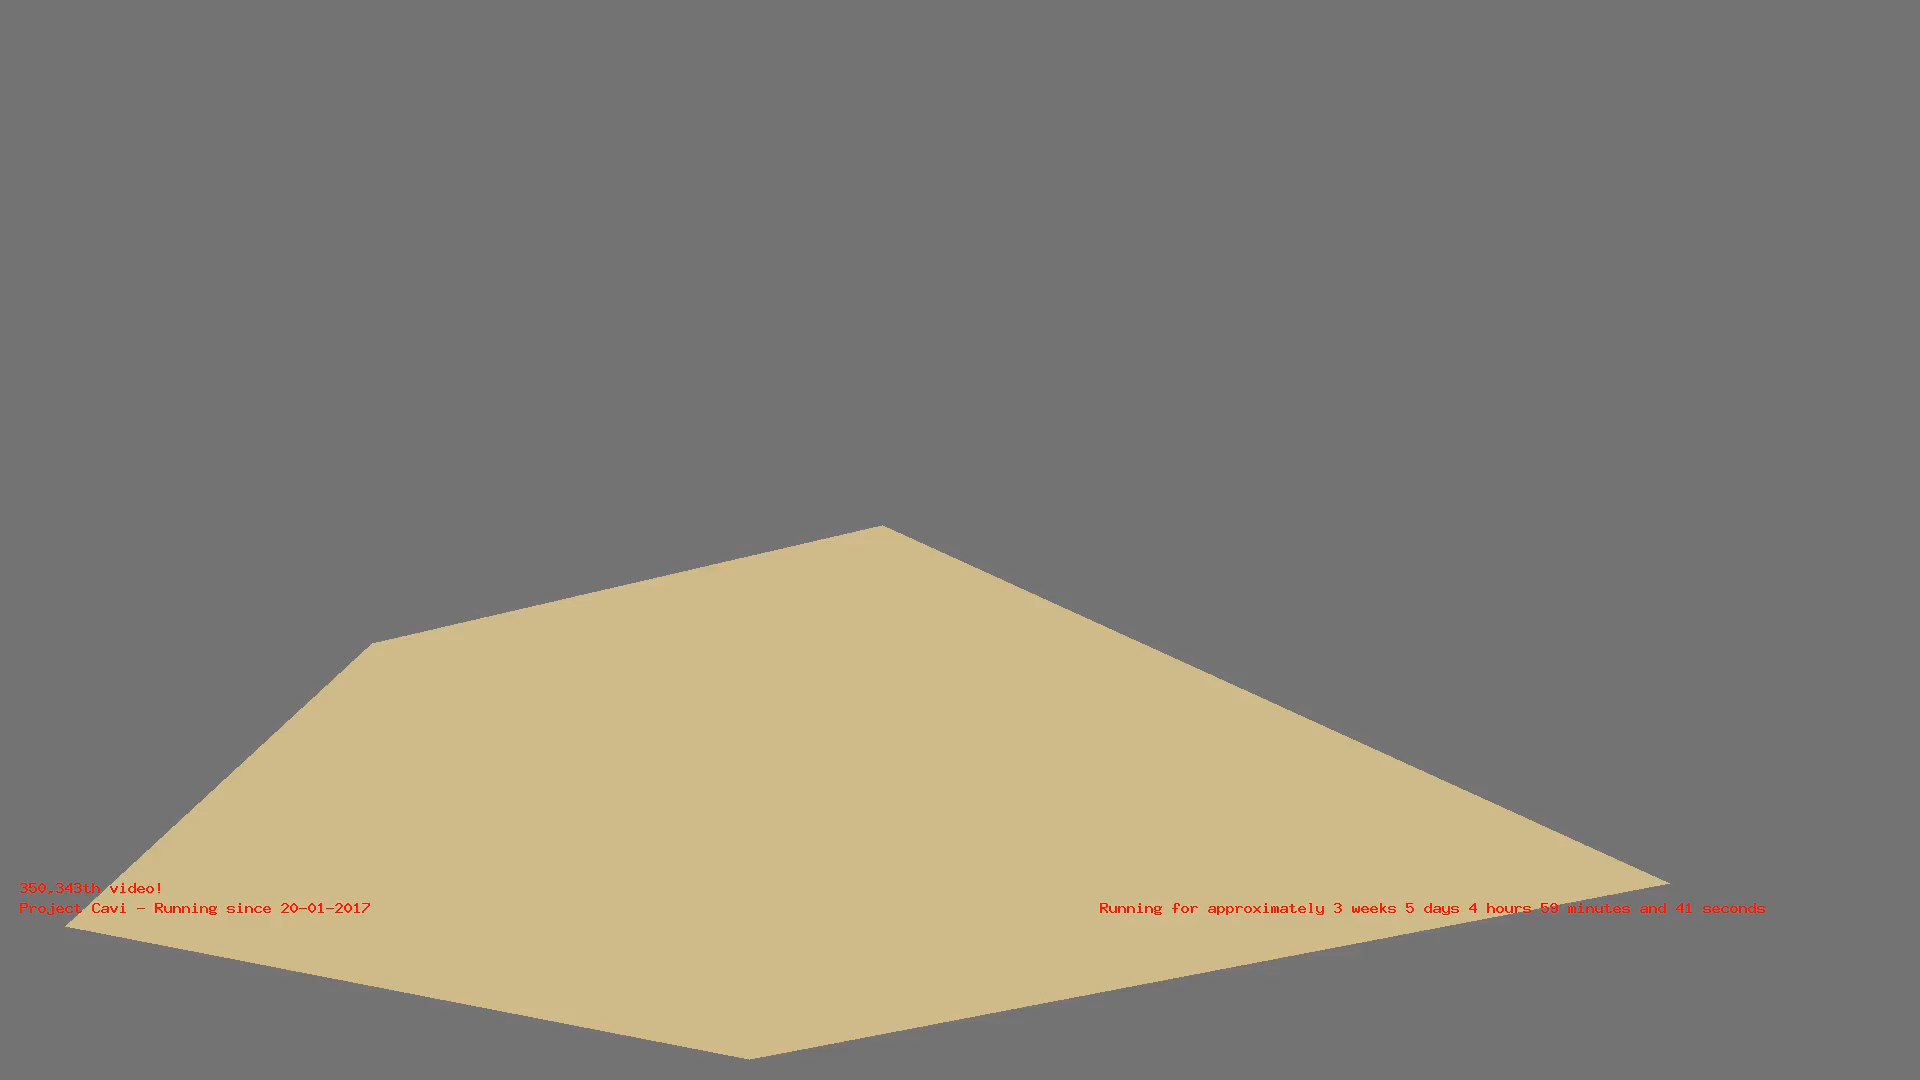 350,343th video!
Project Cavi - Running since 20-01-2017
Running for approximately 3 weeks 5 days 4 hours 59 minutes and 41 seconds